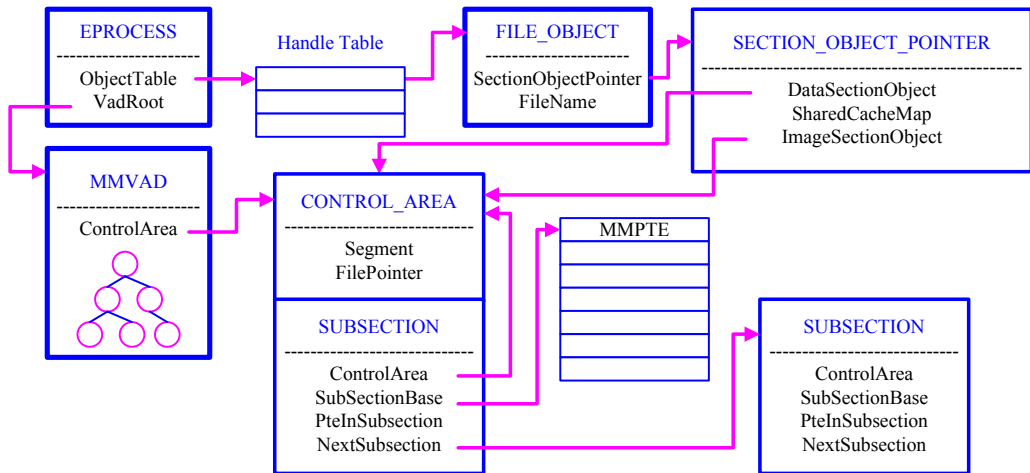 EPROCESS
ObjectTable
VadRoot
Handle Table
FILE_OBJECT
SectionObjectPointer
FileName
SECTION_OBJECT_POINTER
DataSectionObject
SharedCacheMap
ImageSectionObject
MMVAD
ControlArea
CONTROL_AREA
Segment
FilePointer
SUBSECTION
ControlArea
SubSectionBase
PteInSubsection
NextSubsection
MMPTE
SUBSECTION
ControlArea
SubSectionBase
PteInSubsection
NextSubsection